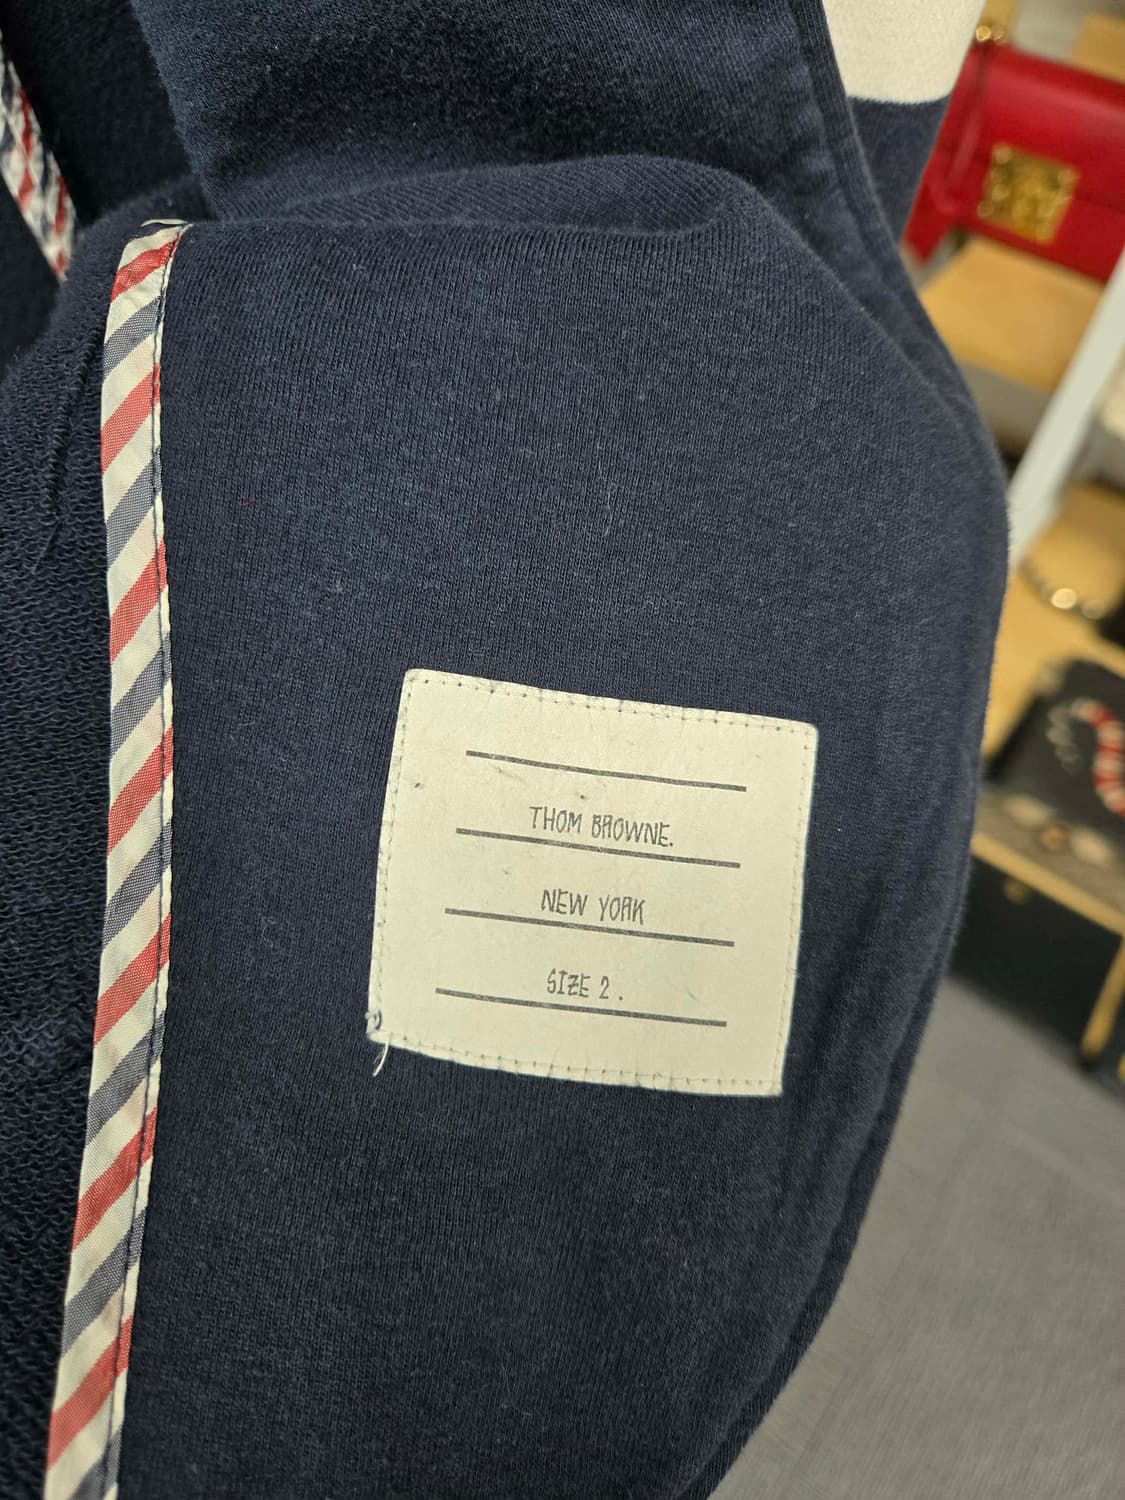 THOM BROWNE.
NEW YORK
SIZE 2 .